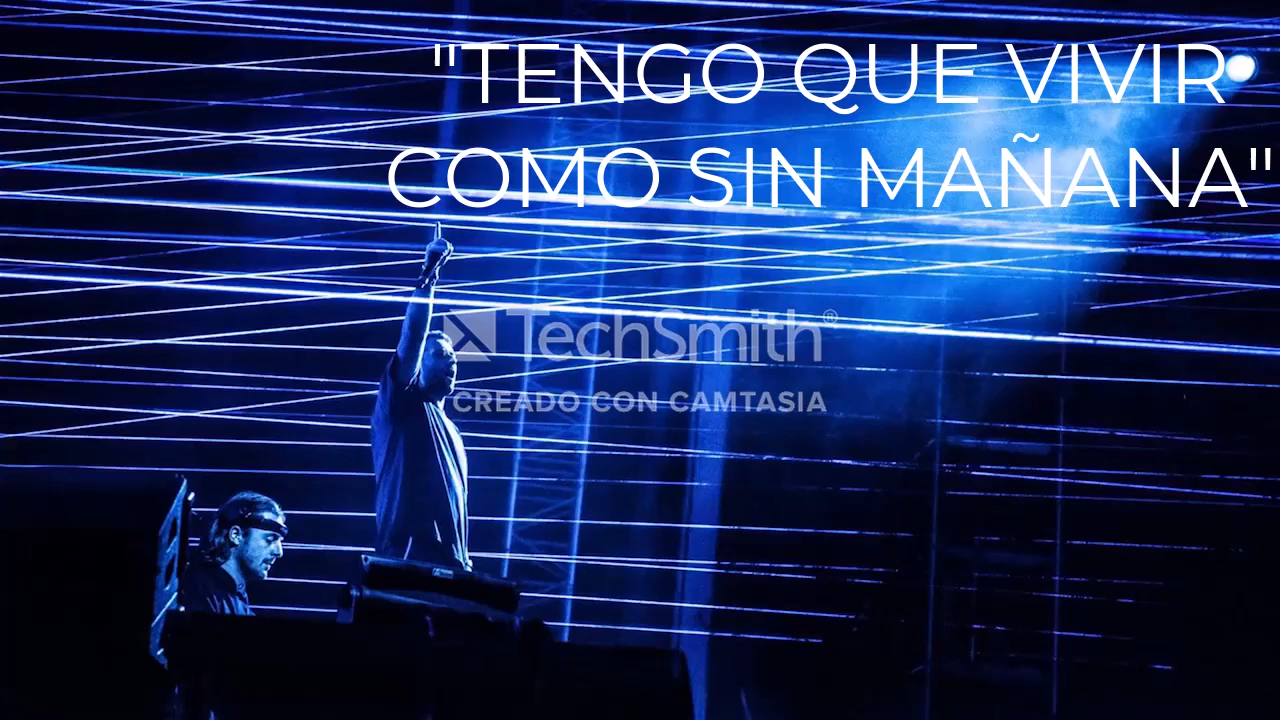 "TENGO QUE VIVIR
COMO SIN MAÑANA"
TechSmith®
CREADO CON CAMTASIA